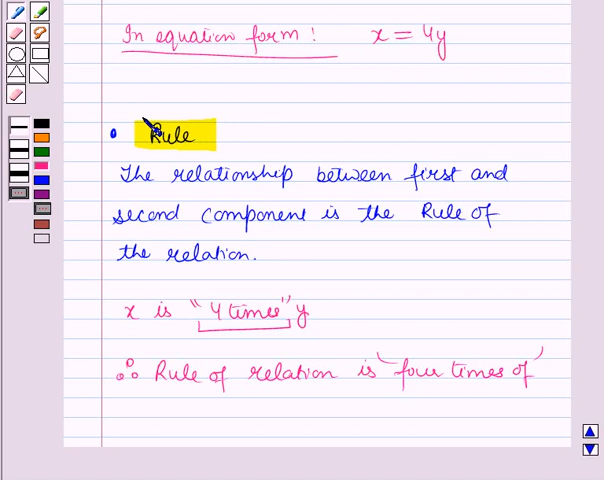 In equation form : x = 4y
• Rule
The relationship between first and
second component is the Rule of
the relation.
x is "4 times" y
∴ Rule of relation is 'four times of'